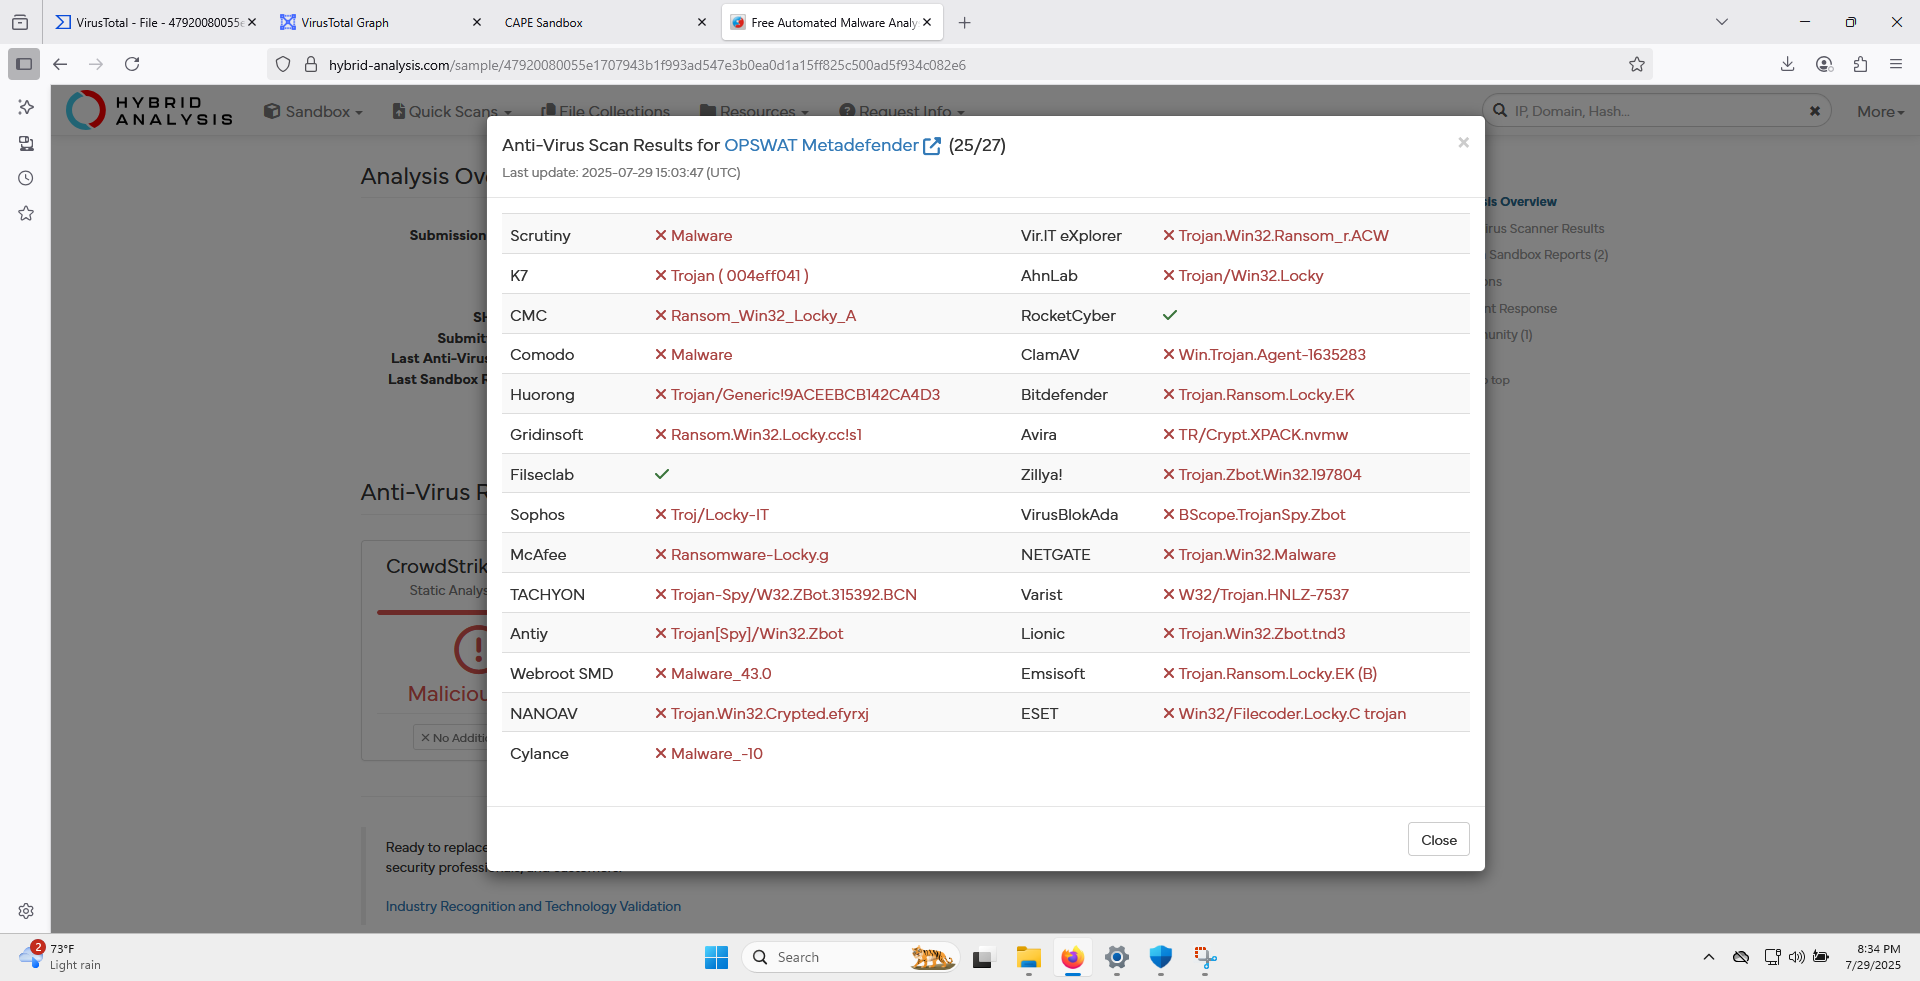 VirusTotal - File - 47920080055e
VirusTotal Graph
CAPE Sandbox
Free Automated Malware Analy
hybrid-analysis.com/sample/47920080055e1707943b1f993ad547e3b0ea0d1a15ff825c500ad5f934c082e6
HYBRID
ANALYSIS
Sandbox
Quick Scans
File Collections
Resources
Request Info
IP, Domain, Hash...
More
Analysis Ov
Submission
Submit
Last Anti-Virus
Last Sandbox R
Anti-Virus R
CrowdStrik
Static Analys
Malicio
No Additio
Ready to replace
security profession
Industry Recognition and Technology Validation
Anti-Virus Scan Results for OPSWAT Metadefender (25/27)
Last update: 2025-07-29 15:03:47 (UTC)
Scrutiny Malware Vir.IT eXplorer Trojan.Win32.Ransom_r.ACW
K7 Trojan ( 004eff041 ) AhnLab Trojan/Win32.Locky
CMC Ransom_Win32_Locky_A RocketCyber
Comodo Malware ClamAV Win.Trojan.Agent-1635283
Huorong Trojan/Generic!9ACEEBCB142CA4D3 Bitdefender Trojan.Ransom.Locky.EK
Gridinsoft Ransom.Win32.Locky.cc!s1 Avira TR/Crypt.XPACK.nvmw
Filseclab Zillya! Trojan.Zbot.Win32.197804
Sophos Troj/Locky-IT VirusBlokAda BScope.TrojanSpy.Zbot
McAfee Ransomware-Locky.g NETGATE Trojan.Win32.Malware
TACHYON Trojan-Spy/W32.ZBot.315392.BCN Varist W32/Trojan.HNLZ-7537
Antiy Trojan[Spy]/Win32.Zbot Lionic Trojan.Win32.Zbot.tnd3
Webroot SMD Malware_43.0 Emsisoft Trojan.Ransom.Locky.EK (B)
NANOAV Trojan.Win32.Crypted.efyrxj ESET Win32/Filecoder.Locky.C trojan
Cylance Malware_-10
Close
sis Overview
irus Scanner Results
Sandbox Reports (2)
ons
nt Response
unity (1)
top
2
73°F
Light rain
Search
8:34 PM
7/29/2025